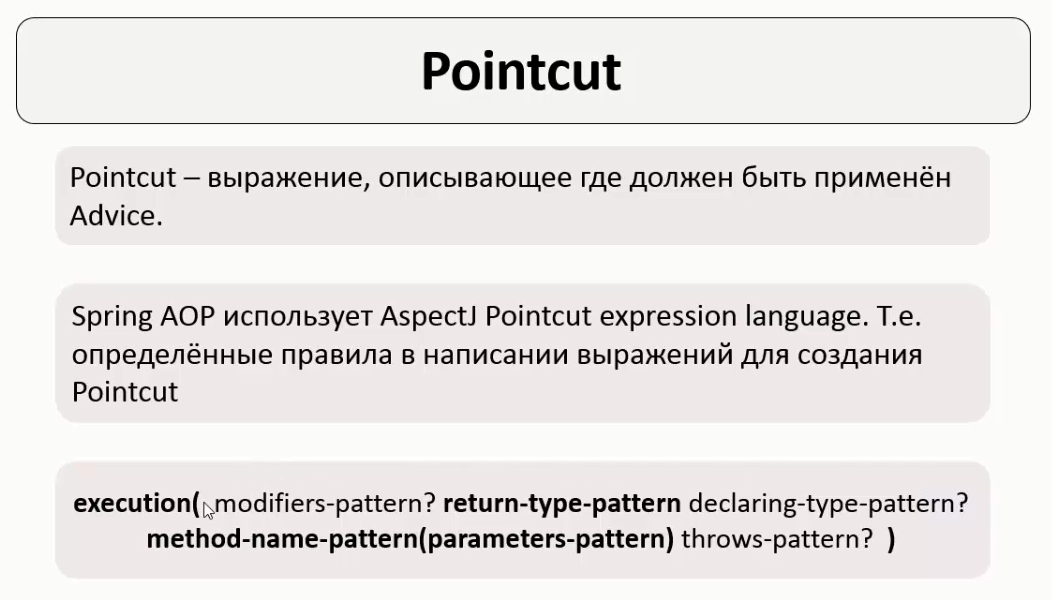 Pointcut
Pointcut – выражение, описывающее где должен быть применён
Advice.
Spring AOP использует AspectJ Pointcut expression language. Т.е.
определённые правила в написании выражений для создания
Pointcut
execution( modifiers-pattern? return-type-pattern declaring-type-pattern?
method-name-pattern(parameters-pattern) throws-pattern? )